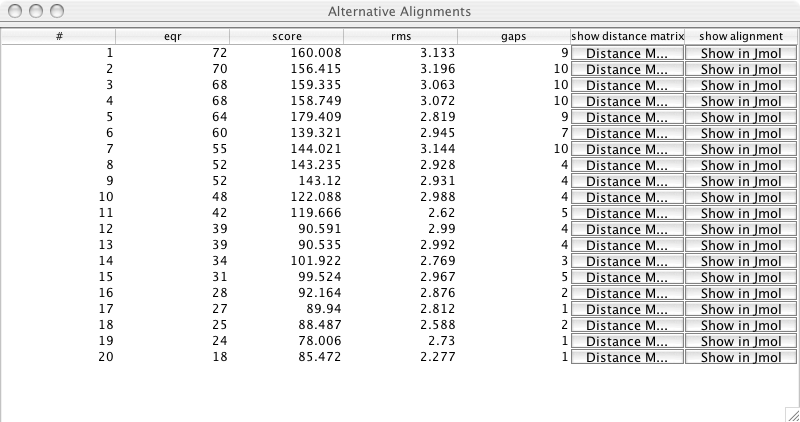 Alternative Alignments
# eqr score rms gaps show distance matrix show alignment
1 72 160.008 3.133 9 Distance M... Show in Jmol
2 70 156.415 3.196 10 Distance M... Show in Jmol
3 68 159.335 3.063 10 Distance M... Show in Jmol
4 68 158.749 3.072 10 Distance M... Show in Jmol
5 64 179.409 2.819 9 Distance M... Show in Jmol
6 60 139.321 2.945 7 Distance M... Show in Jmol
7 55 144.021 3.144 10 Distance M... Show in Jmol
8 52 143.235 2.928 4 Distance M... Show in Jmol
9 52 143.12 2.931 4 Distance M... Show in Jmol
10 48 122.088 2.988 4 Distance M... Show in Jmol
11 42 119.666 2.62 5 Distance M... Show in Jmol
12 39 90.591 2.99 4 Distance M... Show in Jmol
13 39 90.535 2.992 4 Distance M... Show in Jmol
14 34 101.922 2.769 3 Distance M... Show in Jmol
15 31 99.524 2.967 5 Distance M... Show in Jmol
16 28 92.164 2.876 2 Distance M... Show in Jmol
17 27 89.94 2.812 1 Distance M... Show in Jmol
18 25 88.487 2.588 2 Distance M... Show in Jmol
19 24 78.006 2.73 1 Distance M... Show in Jmol
20 18 85.472 2.277 1 Distance M... Show in Jmol